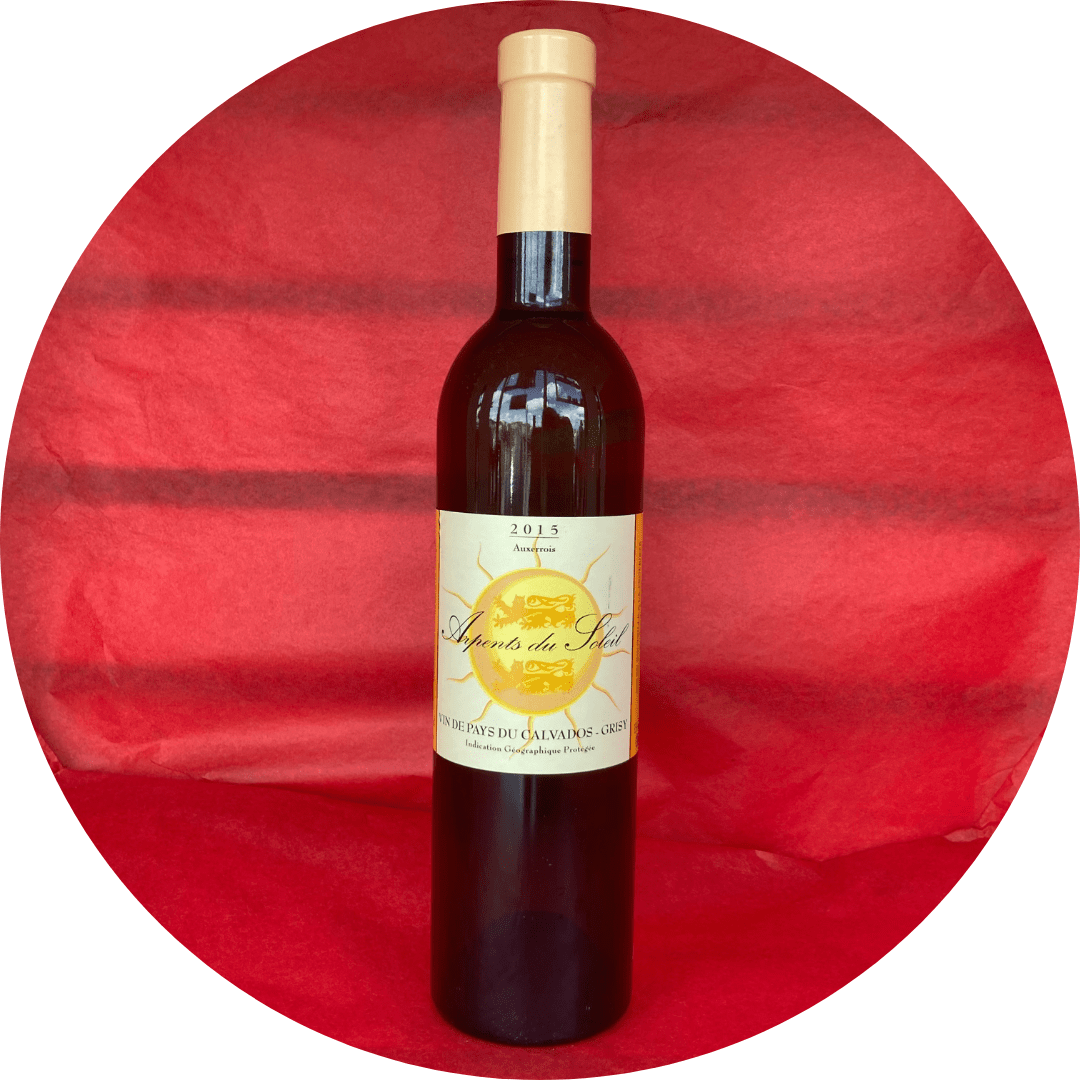 2015
Auxerrois
Arpents du Soleil
VIN DE PAYS DU CALVADOS - GRISY
Indication Géographique Protégée